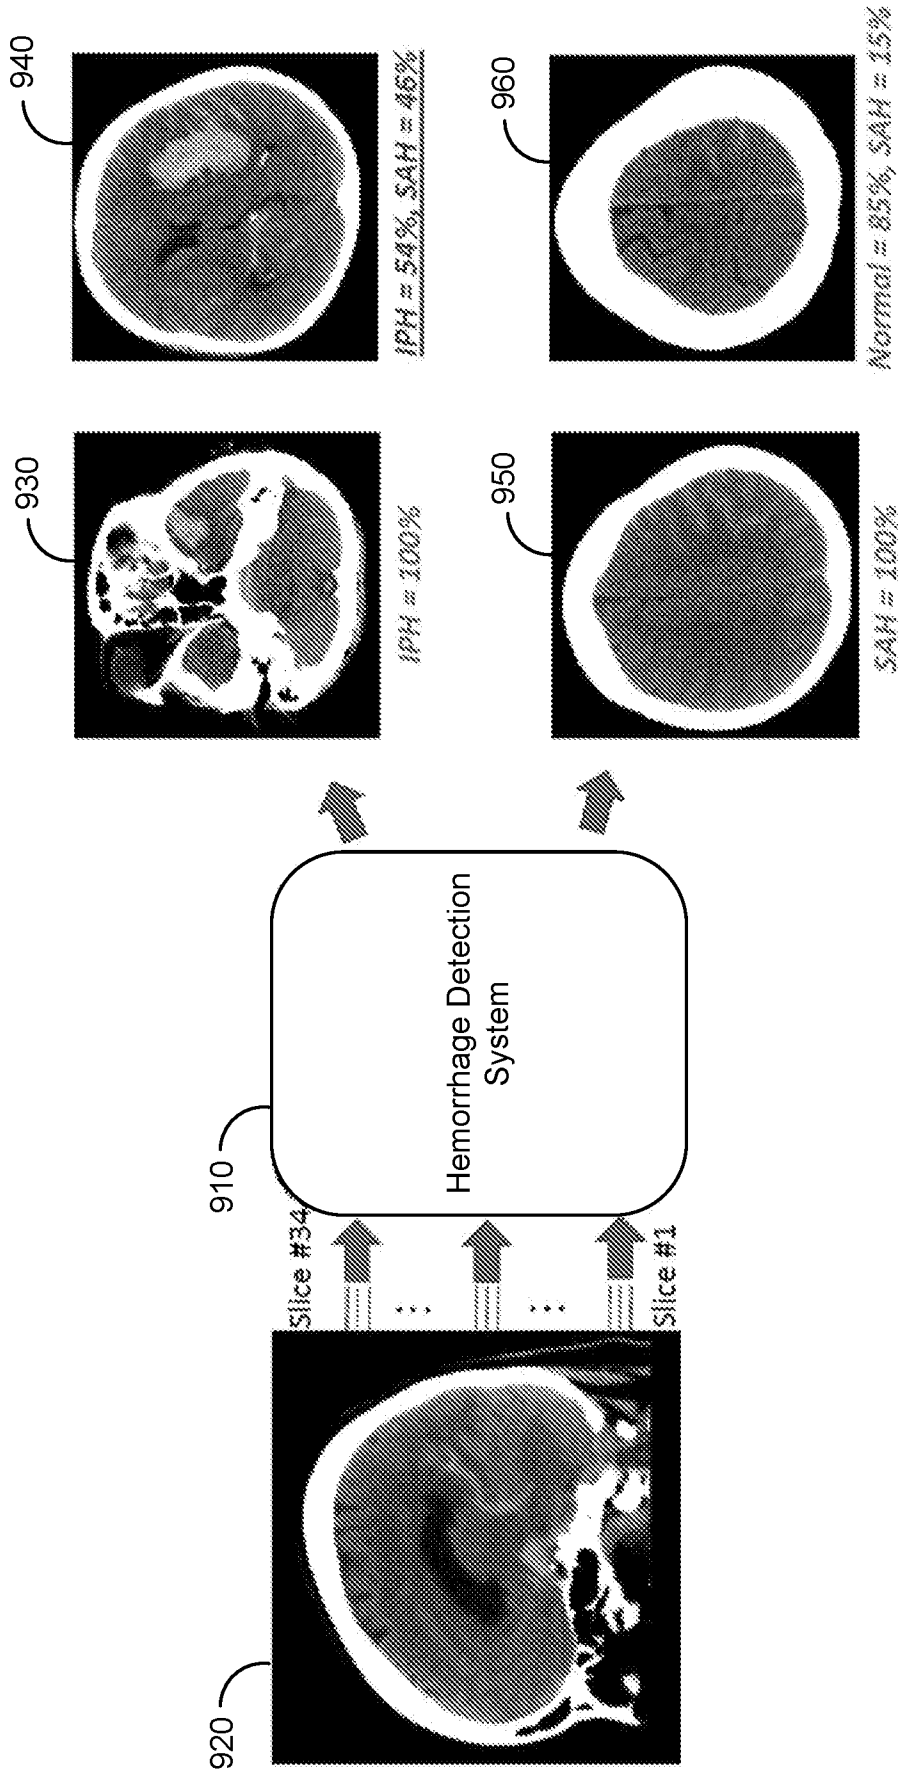 920
Slice #34
Slice #1
910
Hemorrhage Detection
System
930
IPH = 100%
940
IPH = 54%, SAH = 46%
950
SAH = 100%
960
Normal = 85%, SAH = 15%